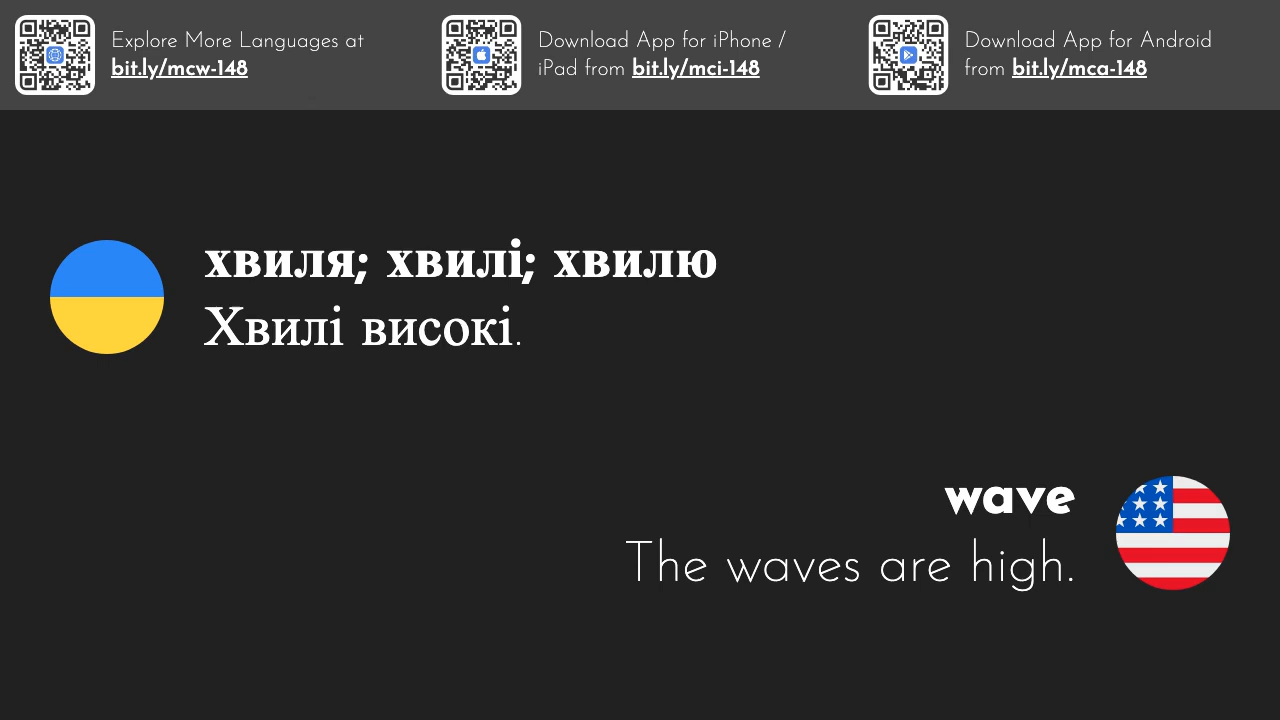 Explore More Languages at
bit.ly/mcw-148
Download App for iPhone /
iPad from bit.ly/mci-148
Download App for Android
from bit.ly/mca-148
хвиля; хвилі; хвилю
Хвилі високі.
wave
The waves are high.